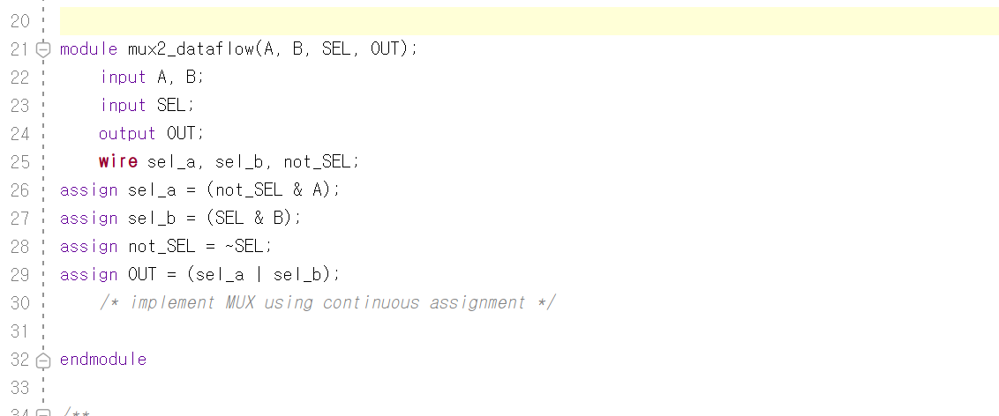 20
21 module mux2_dataflow(A, B, SEL, OUT);
22 input A, B;
23 input SEL;
24 output OUT;
25 wire sel_a, sel_b, not_SEL;
26 assign sel_a = (not_SEL & A);
27 assign sel_b = (SEL & B);
28 assign not_SEL = ~SEL;
29 assign OUT = (sel_a | sel_b);
30 /* implement MUX using continuous assignment */
31
32 endmodule
33
34 /**